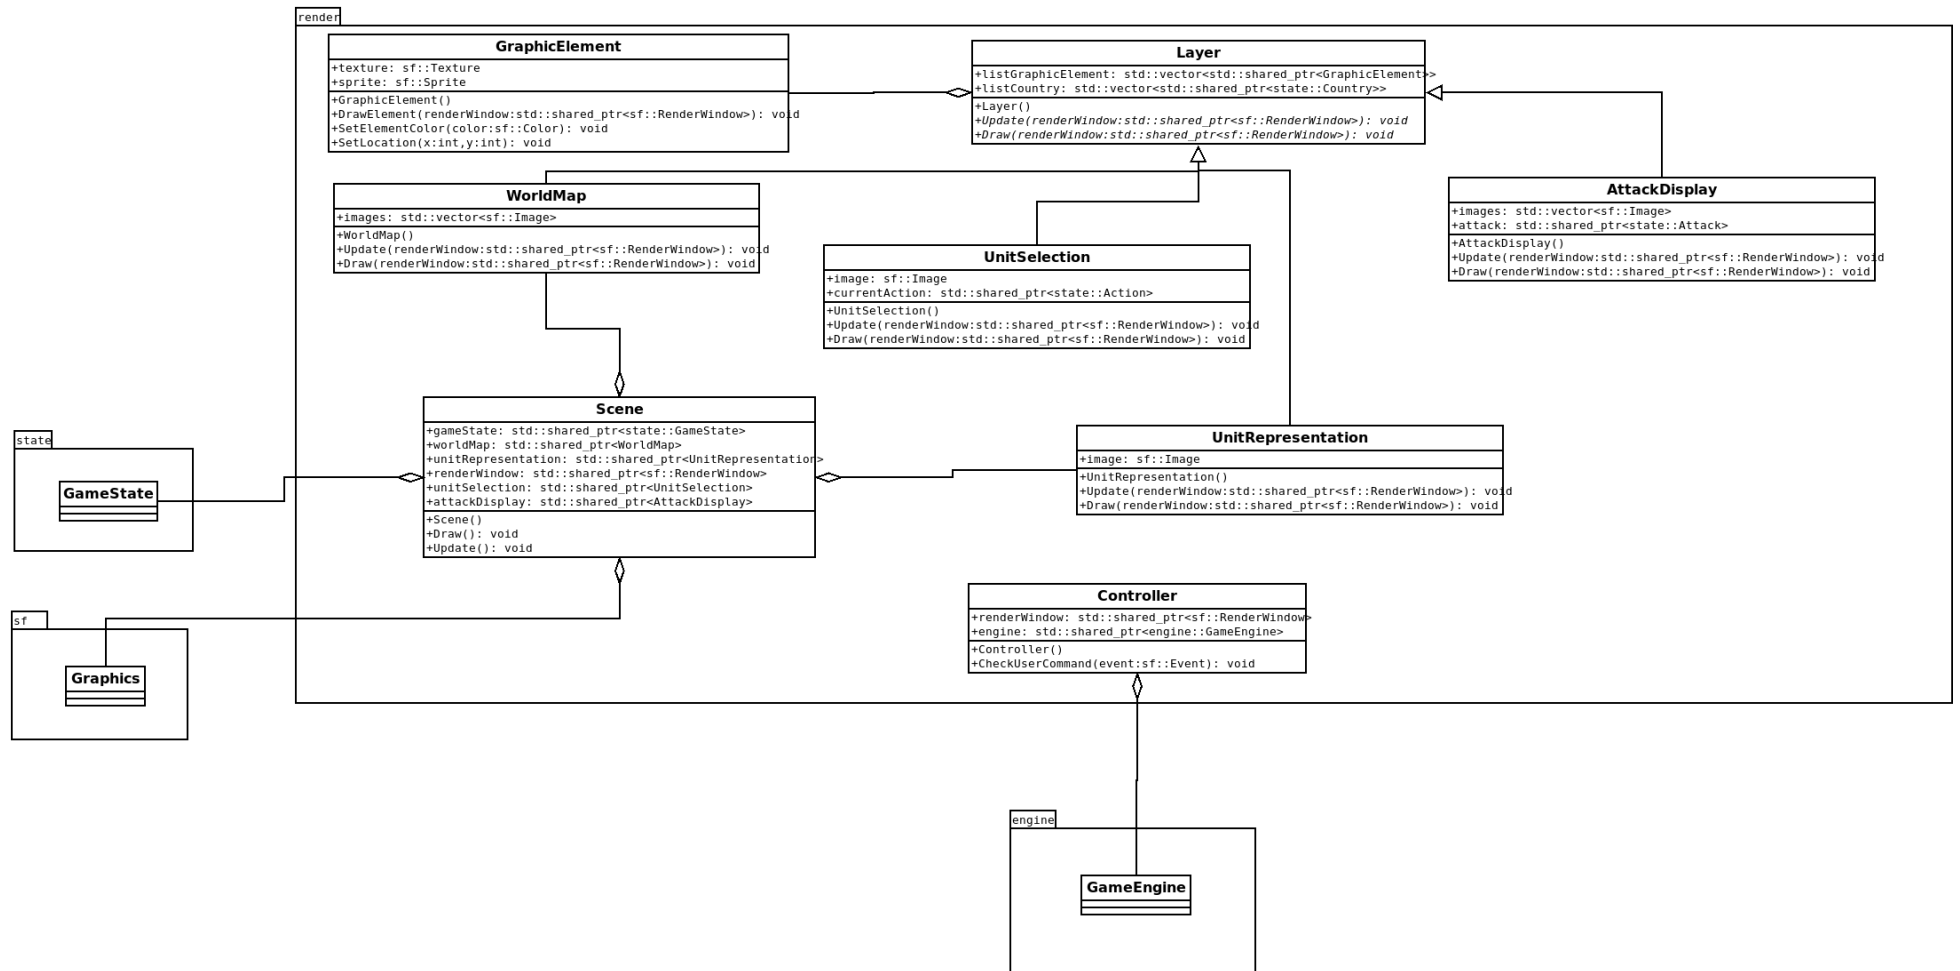 render
GraphicElement
+texture: sf::Texture
+sprite: sf::Sprite
+GraphicElement()
+DrawElement(renderWindow:std::shared_ptr<sf::RenderWindow>): void
+SetElementColor(color:sf::Color): void
+SetLocation(x:int,y:int): void
Layer
+listGraphicElement: std::vector<std::shared_ptr<GraphicElement>>
+listCountry: std::vector<std::shared_ptr<state::Country>>
+Layer()
+Update(renderWindow:std::shared_ptr<sf::RenderWindow>): void
+Draw(renderWindow:std::shared_ptr<sf::RenderWindow>): void
WorldMap
+images: std::vector<sf::Image>
+WorldMap()
+Update(renderWindow:std::shared_ptr<sf::RenderWindow>): void
+Draw(renderWindow:std::shared_ptr<sf::RenderWindow>): void
AttackDisplay
+images: std::vector<sf::Image>
+attack: std::shared_ptr<state::Attack>
+AttackDisplay()
+Update(renderWindow:std::shared_ptr<sf::RenderWindow>): void
+Draw(renderWindow:std::shared_ptr<sf::RenderWindow>): void
UnitSelection
+image: sf::Image
+currentAction: std::shared_ptr<state::Action>
+UnitSelection()
+Update(renderWindow:std::shared_ptr<sf::RenderWindow>): void
+Draw(renderWindow:std::shared_ptr<sf::RenderWindow>): void
Scene
+gameState: std::shared_ptr<state::GameState>
+worldMap: std::shared_ptr<WorldMap>
+unitRepresentation: std::shared_ptr<UnitRepresentation>
+renderWindow: std::shared_ptr<sf::RenderWindow>
+unitSelection: std::shared_ptr<UnitSelection>
+attackDisplay: std::shared_ptr<AttackDisplay>
+Scene()
+Draw(): void
+Update(): void
UnitRepresentation
+image: sf::Image
+UnitRepresentation()
+Update(renderWindow:std::shared_ptr<sf::RenderWindow>): void
+Draw(renderWindow:std::shared_ptr<sf::RenderWindow>): void
state
GameState
sf
Graphics
Controller
+renderWindow: std::shared_ptr<sf::RenderWindow>
+engine: std::shared_ptr<engine::GameEngine>
+Controller()
+CheckUserCommand(event:sf::Event): void
engine
GameEngine